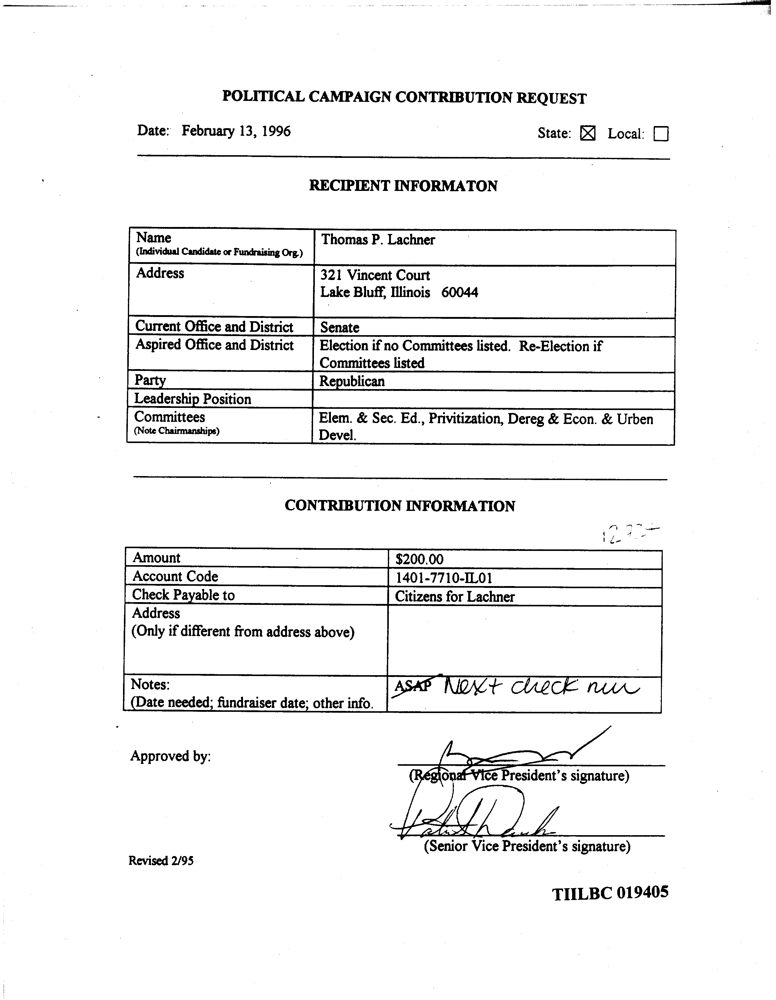 POLITICAL CAMPAIGN CONTRIBUTION REQUEST
Date: February 13, 1996 State: ☒ Local: ☐
RECIPIENT INFORMATON
Name Thomas P. Lachner
(Individual Candidate or Fundraising Org.)
Address 321 Vincent Court
Lake Bluff, Illinois 60044
Current Office and District Senate
Aspired Office and District Election if no Committees listed. Re-Election if
Committees listed
Party Republican
Leadership Position
Committees Elem. & Sec. Ed., Privitization, Dereg & Econ. & Urben
(Note Chairmanships) Devel.
CONTRIBUTION INFORMATION
Amount $200.00
Account Code 1401-7710-IL01
Check Payable to Citizens for Lachner
Address
(Only if different from address above)
Notes: ASAP Next check run
(Date needed; fundraiser date; other info.
Approved by:
(Regional Vice President's signature)
(Senior Vice President's signature)
Revised 2/95
TIILBC 019405